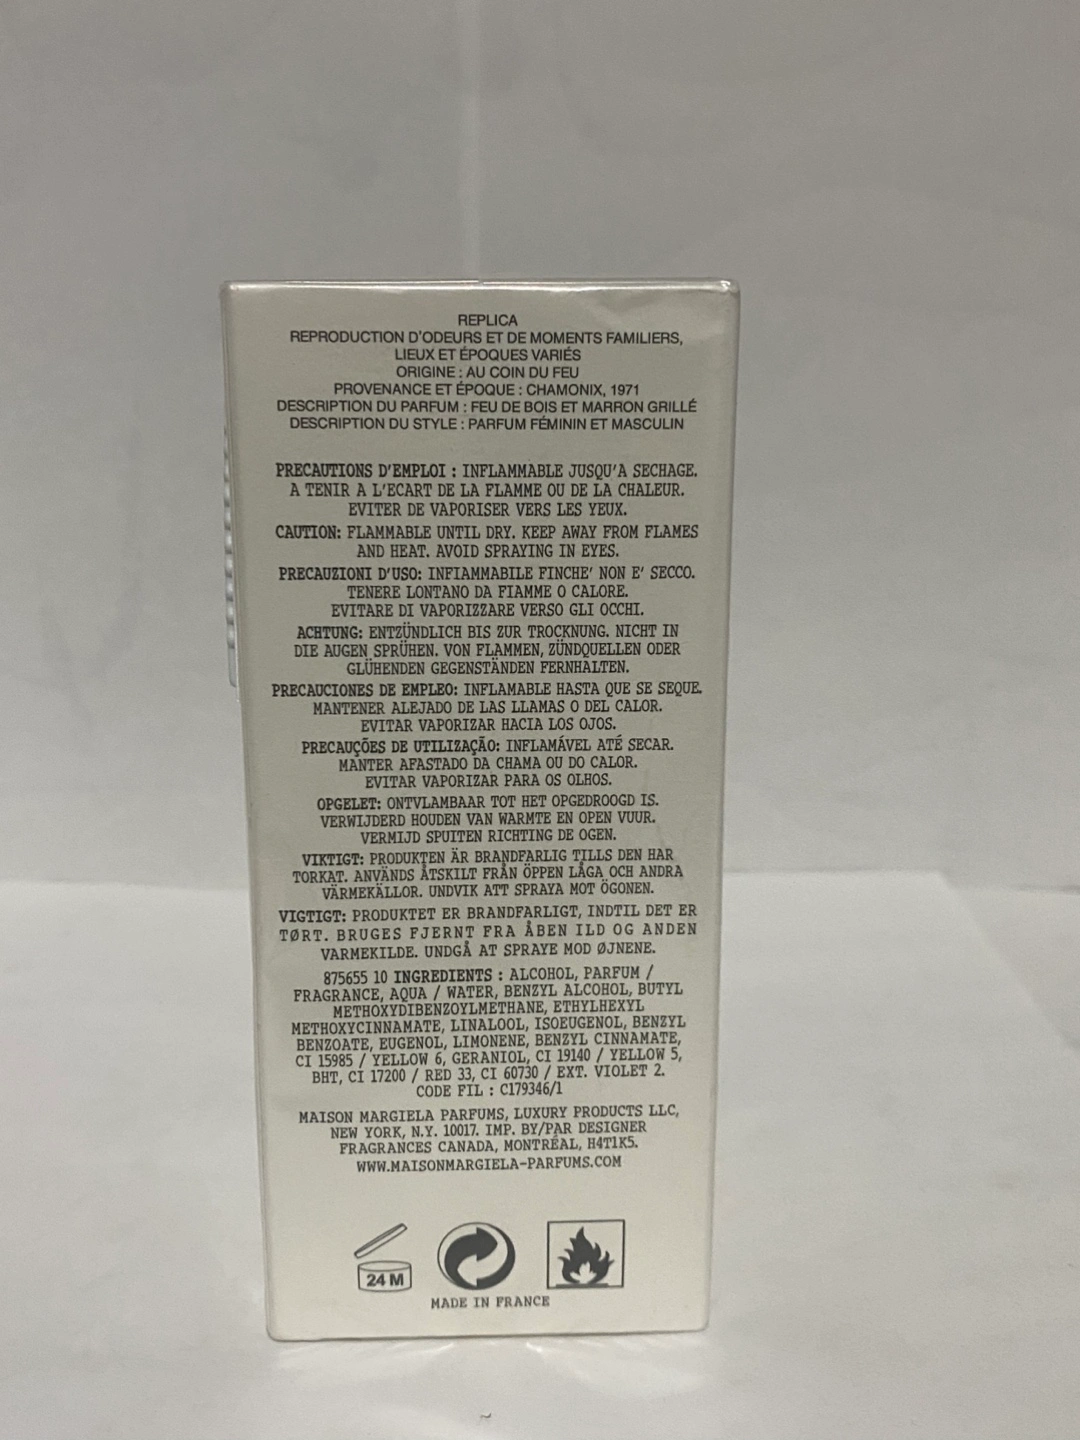 REPLICA
REPRODUCTION D'ODEURS ET DE MOMENTS FAMILIERS,
LIEUX ET ÉPOQUES VARIÉS
ORIGINE : AU COIN DU FEU
PROVENANCE ET ÉPOQUE : CHAMONIX, 1971
DESCRIPTION DU PARFUM : FEU DE BOIS ET MARRON GRILLÉ
DESCRIPTION DU STYLE : PARFUM FÉMININ ET MASCULIN
PRECAUTIONS D'EMPLOI : INFLAMMABLE JUSQU'A SECHAGE.
A TENIR A L'ECART DE LA FLAMME OU DE LA CHALEUR.
EVITER DE VAPORISER VERS LES YEUX.
CAUTION: FLAMMABLE UNTIL DRY. KEEP AWAY FROM FLAMES
AND HEAT. AVOID SPRAYING IN EYES.
PRECAUZIONI D'USO: INFIAMMABILE FINCHE' NON E' SECCO.
TENERE LONTANO DA FIAMME O CALORE.
EVITARE DI VAPORIZZARE VERSO GLI OCCHI.
ACHTUNG: ENTZÜNDLICH BIS ZUR TROCKNUNG. NICHT IN
DIE AUGEN SPRÜHEN. VON FLAMMEN, ZÜNDQUELLEN ODER
GLÜHENDEN GEGENSTÄNDEN FERNHALTEN.
PRECAUCIONES DE EMPLEO: INFLAMABLE HASTA QUE SE SEQUE.
MANTENER ALEJADO DE LAS LLAMAS O DEL CALOR.
EVITAR VAPORIZAR HACIA LOS OJOS.
PRECAUÇÕES DE UTILIZAÇÃO: INFLAMÁVEL ATÉ SECAR.
MANTER AFASTADO DA CHAMA OU DO CALOR.
EVITAR VAPORIZAR PARA OS OLHOS.
OPGELET: ONTVLAMBAAR TOT HET OPGEDROOGD IS.
VERWIJDERD HOUDEN VAN WARMTE EN OPEN VUUR.
VERMIJD SPUITEN RICHTING DE OGEN.
VIKTIGT: PRODUKTEN ÄR BRANDFARLIG TILLS DEN HAR
TORKAT. ANVÄNDS ÅTSKILT FRÅN ÖPPEN LÅGA OCH ANDRA
VÄRMEKÄLLOR. UNDVIK ATT SPRAYA MOT ÖGONEN.
VIGTIGT: PRODUKTET ER BRANDFARLIGT, INDTIL DET ER
TØRT. BRUGES FJERNT FRA ÅBEN ILD OG ANDEN
VARMEKILDE. UNDGÅ AT SPRAYE MOD ØJNENE.
875655 10 INGREDIENTS : ALCOHOL, PARFUM /
FRAGRANCE, AQUA / WATER, BENZYL ALCOHOL, BUTYL
METHOXYDIBENZOYLMETHANE, ETHYLHEXYL
METHOXYCINNAMATE, LINALOOL, ISOEUGENOL, BENZYL
BENZOATE, EUGENOL, LIMONENE, BENZYL CINNAMATE,
CI 15985 / YELLOW 6, GERANIOL, CI 19140 / YELLOW 5,
BHT, CI 17200 / RED 33, CI 60730 / EXT. VIOLET 2.
CODE FIL : C179346/1
MAISON MARGIELA PARFUMS, LUXURY PRODUCTS LLC,
NEW YORK, N.Y. 10017. IMP. BY/PAR DESIGNER
FRAGRANCES CANADA, MONTRÉAL, H4T1K5.
WWW.MAISONMARGIELA-PARFUMS.COM
24 M
MADE IN FRANCE